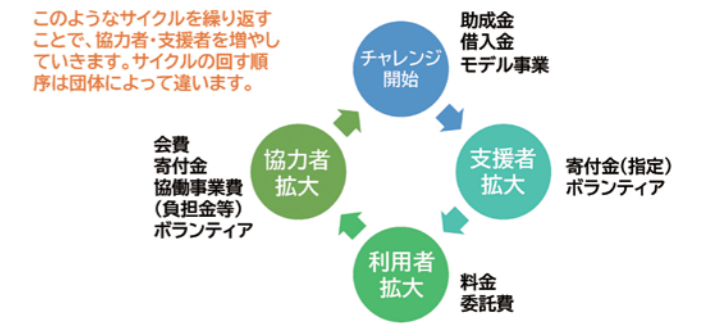 このようなサイクルを繰り返す
ことで、協力者・支援者を増やし
ていきます。サイクルの回す順
序は団体によって違います。
チャレンジ
開始
助成金
借入金
モデル事業
支援者
拡大
寄付金(指定)
ボランティア
利用者
拡大
料金
委託費
協力者
拡大
会費
寄付金
協働事業費
(負担金等)
ボランティア